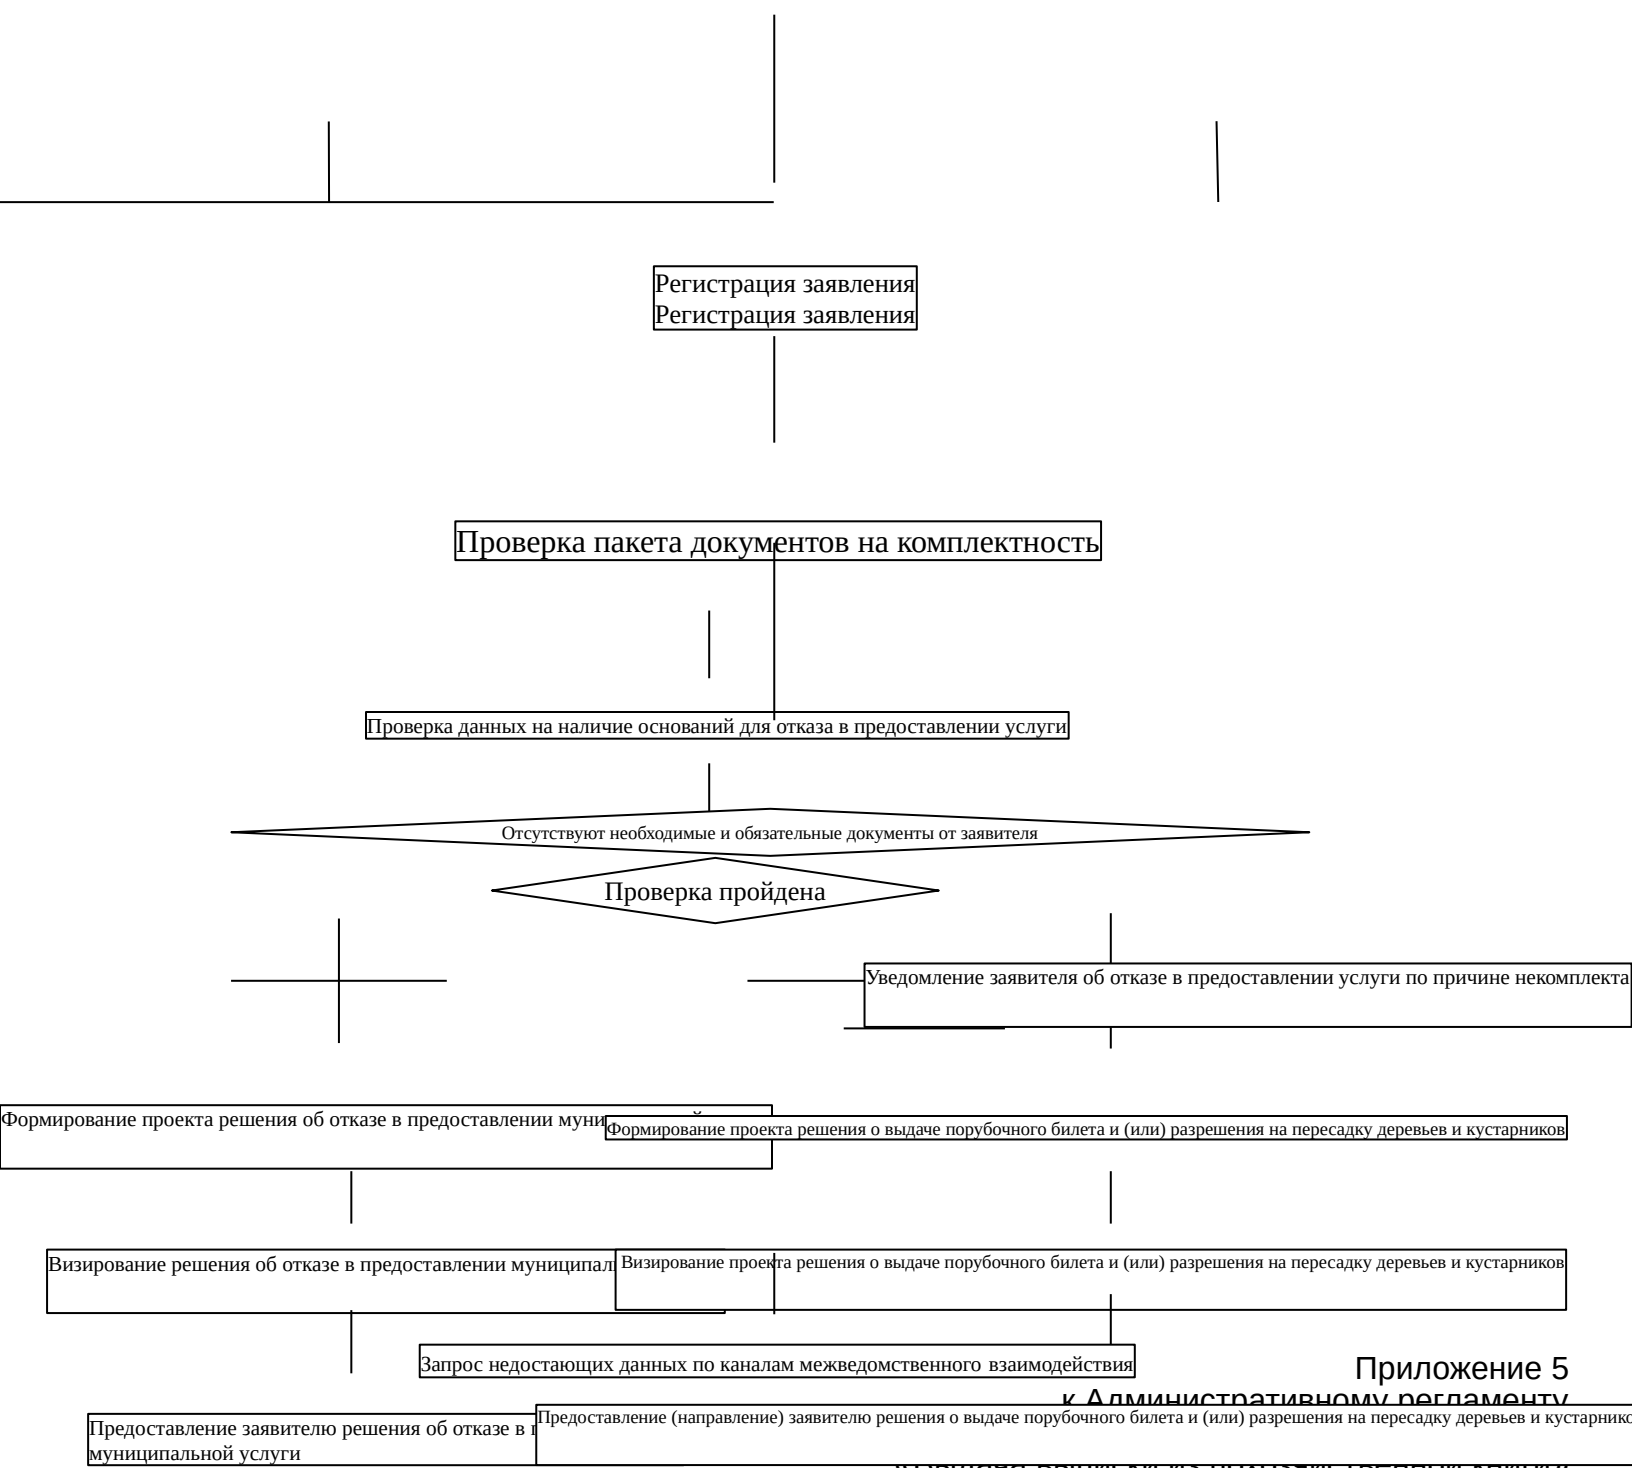 Регистрация заявления
Регистрация заявления
Проверка пакета документов на комплектность
Проверка данных на наличие оснований для отказа в предоставлении услуги
Отсутствуют необходимые и обязательные документы от заявителя
Проверка пройдена
Уведомление заявителя об отказе в предоставлении услуги по причине некомплекта
Формирование проекта решения об отказе в предоставлении
Формирование проекта решения о выдаче порубочного билета и (или) разрешения на пересадку деревьев и кустарников
Визирование решения об отказе в предоставлении
Визирование проекта решения о выдаче порубочного билета и (или) разрешения на пересадку деревьев и кустарников
Запрос недостающих данных по каналам межведомственного взаимодействия
Приложение 5
к Административному регламенту
Предоставление заявителю решения об отказе в
муниципальной услуги
Предоставление (направление) заявителю решения о выдаче порубочного билета и (или) разрешения на пересадку деревьев и